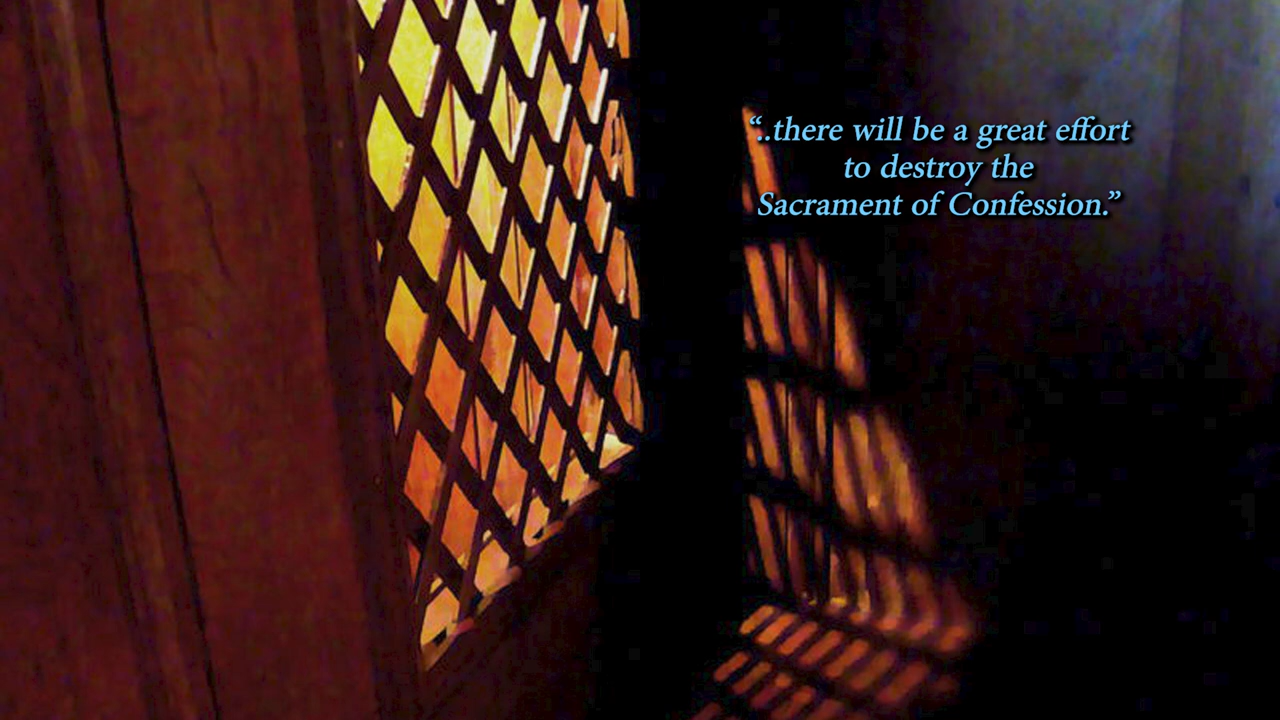 “..there will be a great effort
to destroy the
Sacrament of Confession.”